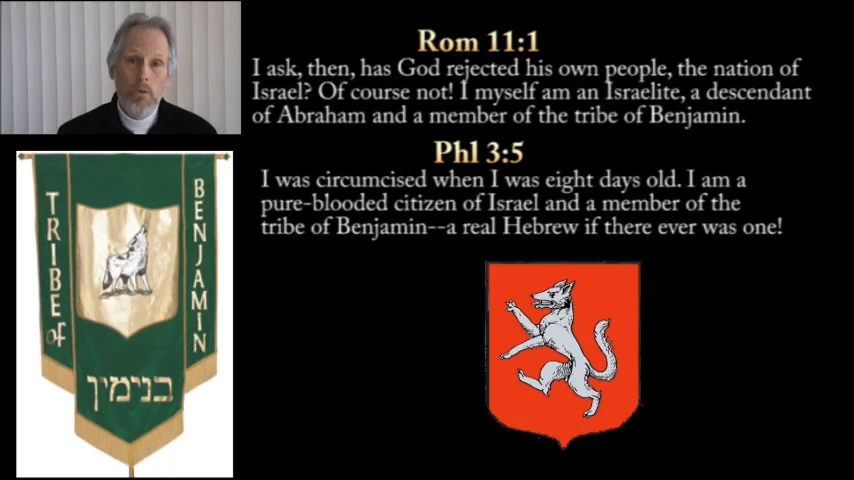 Rom 11:1
I ask, then, has God rejected his own people, the nation of
Israel? Of course not! I myself am an Israelite, a descendant
of Abraham and a member of the tribe of Benjamin.
Phl 3:5
I was circumcised when I was eight days old. I am a
pure-blooded citizen of Israel and a member of the
tribe of Benjamin--a real Hebrew if there ever was one!
TRIBE of
BENJAMIN
בנימין